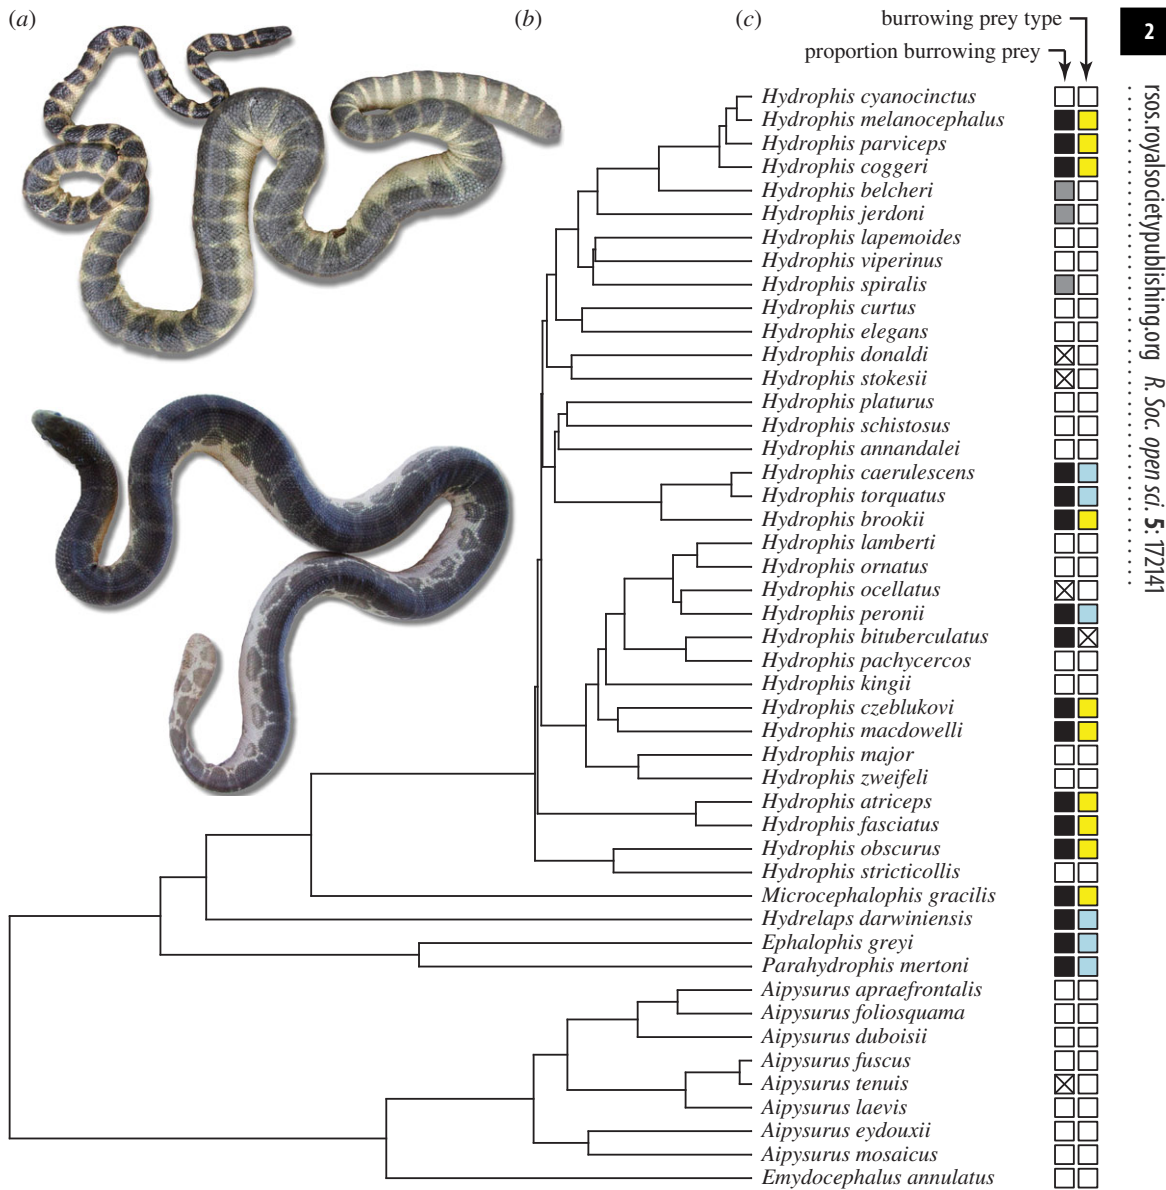 (a)
(b)
(c)
burrowing prey type
proportion burrowing prey
2
rsos.royalsocietypublishing.org R. Soc. open sci. 5: 172141
Hydrophis cyanocinctus
Hydrophis melanocephalus
Hydrophis parviceps
Hydrophis coggeri
Hydrophis belcheri
Hydrophis jerdoni
Hydrophis lapemoides
Hydrophis viperinus
Hydrophis spiralis
Hydrophis curtus
Hydrophis elegans
Hydrophis donaldi
Hydrophis stokesii
Hydrophis platurus
Hydrophis schistosus
Hydrophis annandalei
Hydrophis caerulescens
Hydrophis torquatus
Hydrophis brookii
Hydrophis lamberti
Hydrophis ornatus
Hydrophis ocellatus
Hydrophis peronii
Hydrophis bituberculatus
Hydrophis pachycercos
Hydrophis kingii
Hydrophis czeblukovi
Hydrophis macdowelli
Hydrophis major
Hydrophis zweifeli
Hydrophis atriceps
Hydrophis fasciatus
Hydrophis obscurus
Hydrophis stricticollis
Microcephalophis gracilis
Hydrelaps darwiniensis
Ephalophis greyi
Parahydrophis mertoni
Aipysurus apraefrontalis
Aipysurus foliosquama
Aipysurus duboisii
Aipysurus fuscus
Aipysurus tenuis
Aipysurus laevis
Aipysurus eydouxii
Aipysurus mosaicus
Emydocephalus annulatus